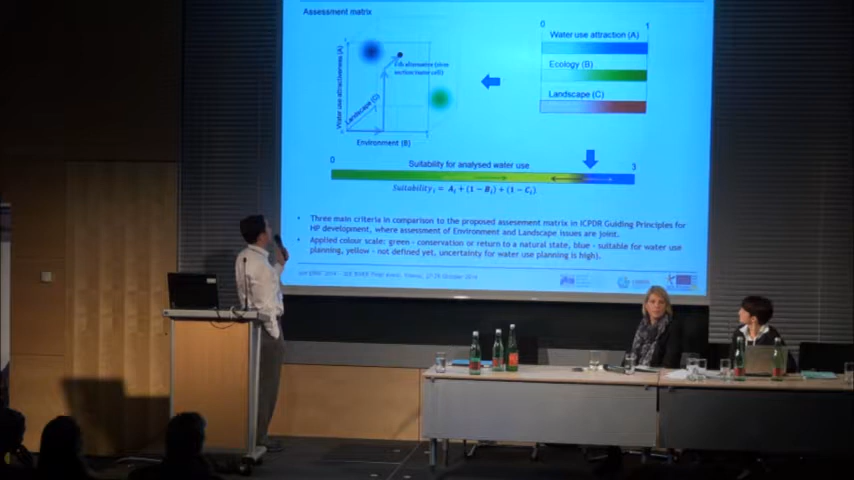 Assessment matrix
0 1
Water use attraction (A)
Ecology (B)
Landscape (C)
Water use attractiveness (A)
Landscape (C)
Environment (B)
0 Suitability for analysed water use 3
Suitability = A + (1 − B ) + (1 − C )
• Three main criteria in comparison to the proposed assesement matrix in ICPDR Guiding Principles for
HP development, where assessment of Environment and Landscape issues are joint.
• Applied colour scale: green - conservation or return to a natural state, blue - suitable for water use
planning, yellow - not defined yet, uncertainty for water use planning is high).